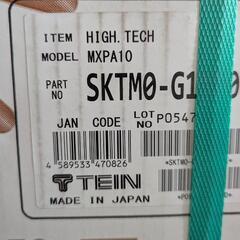 ITEM HIGH.TECH
MODEL MXPA10
PART NO SKTM0-G1
JAN CODE LOT NO P0547
4 589533 470826
TEIN
MADE IN JAPAN